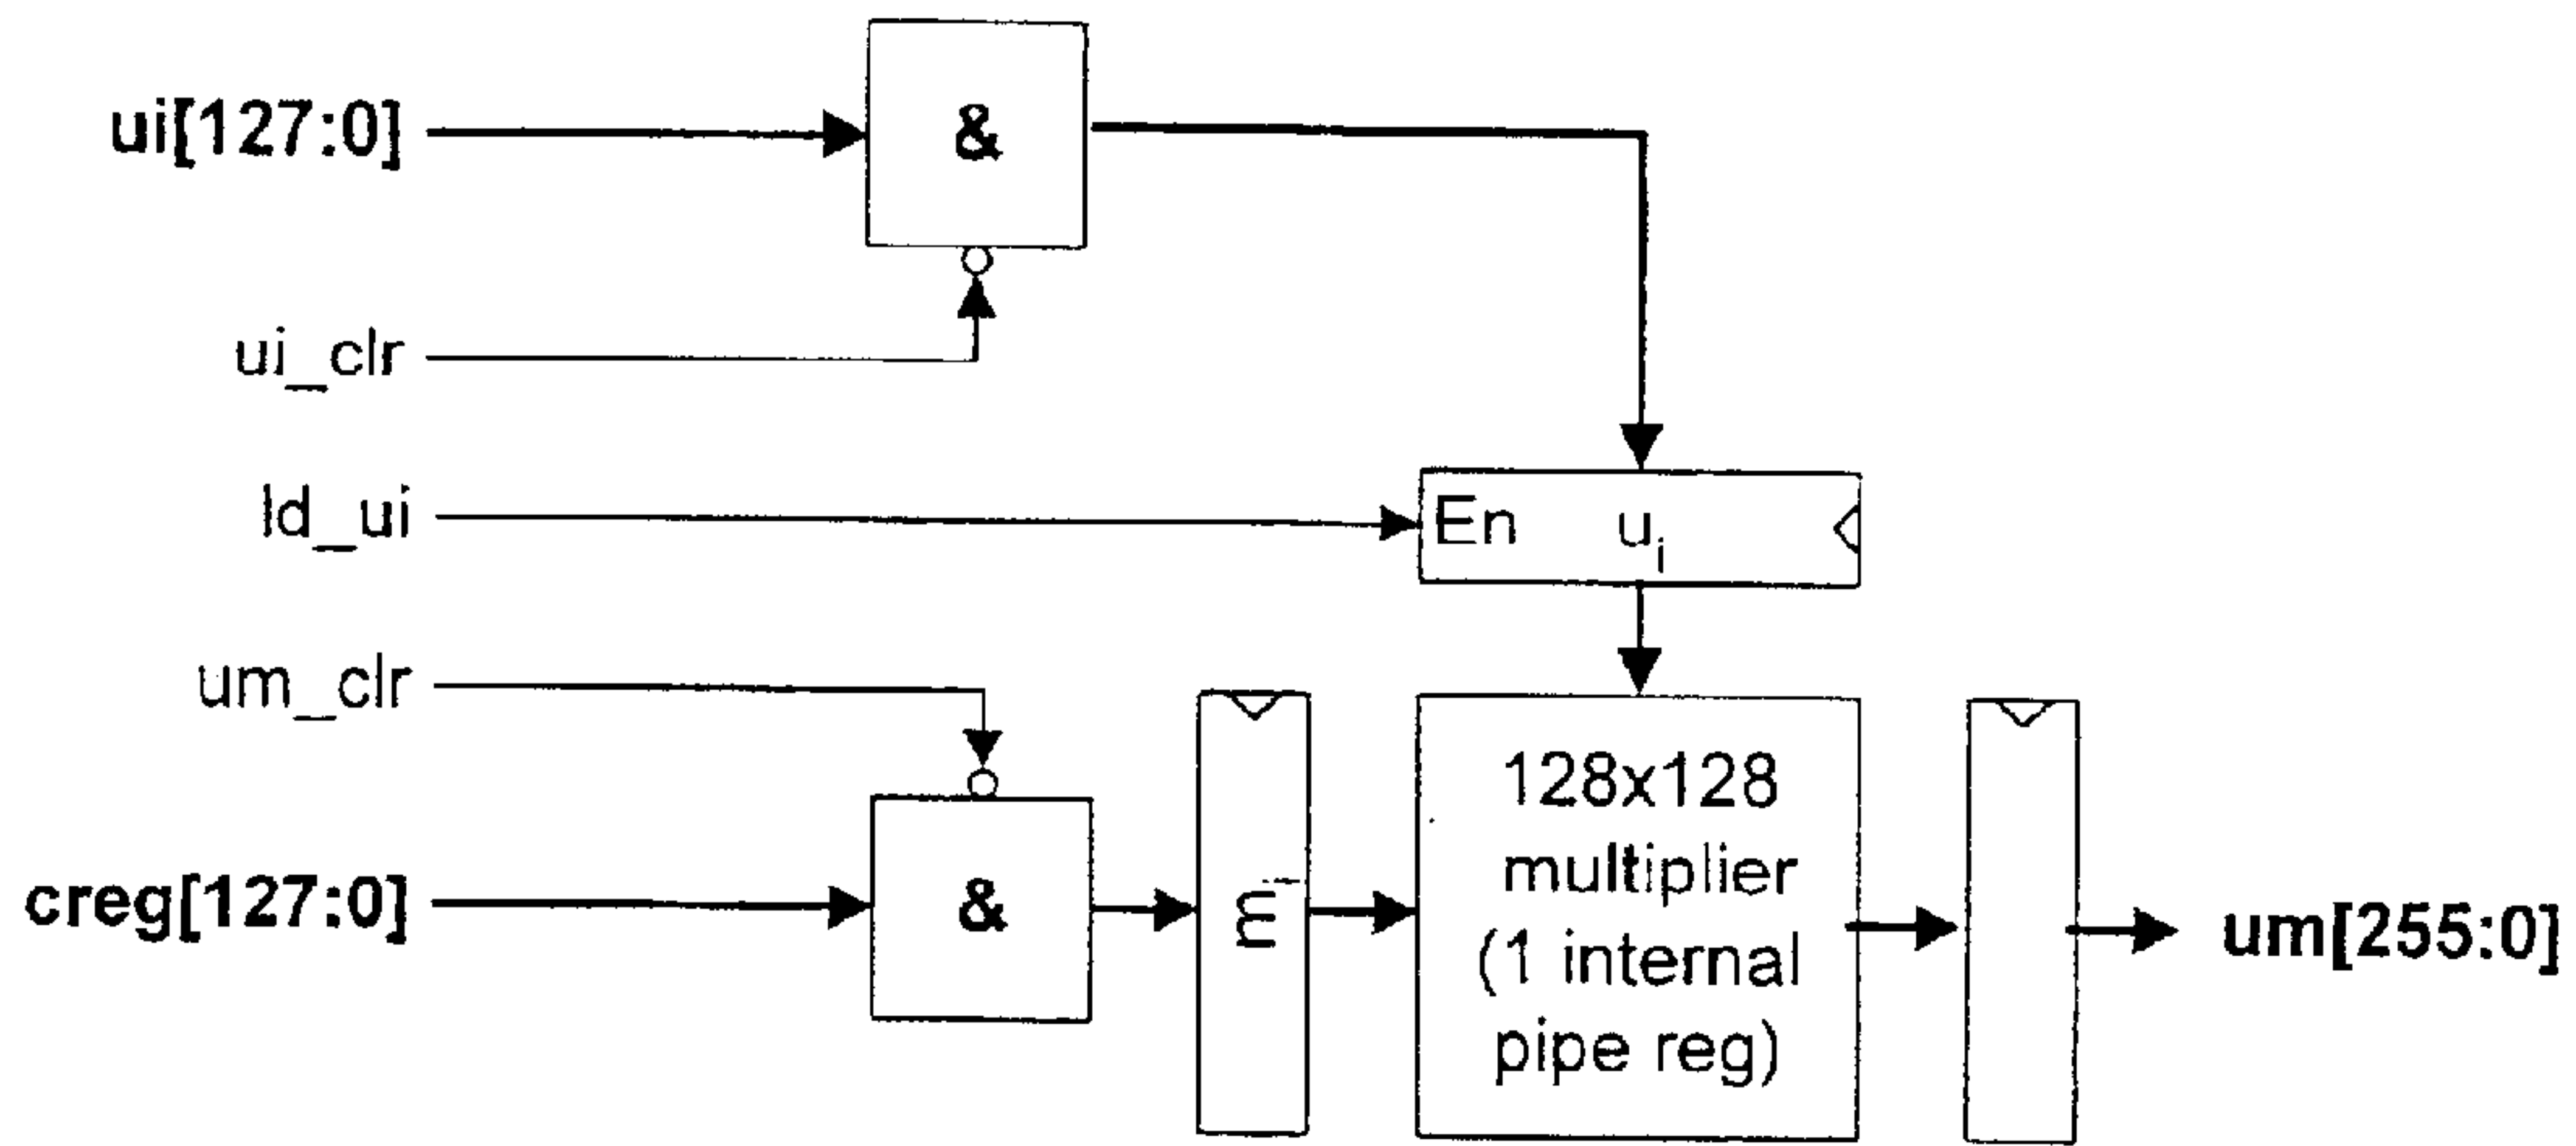 ui[127:0]
&
ui_clr
ld_ui
En
ui
um_clr
creg[127:0]
&
m
128x128
multiplier
(1 internal
pipe reg)
um[255:0]